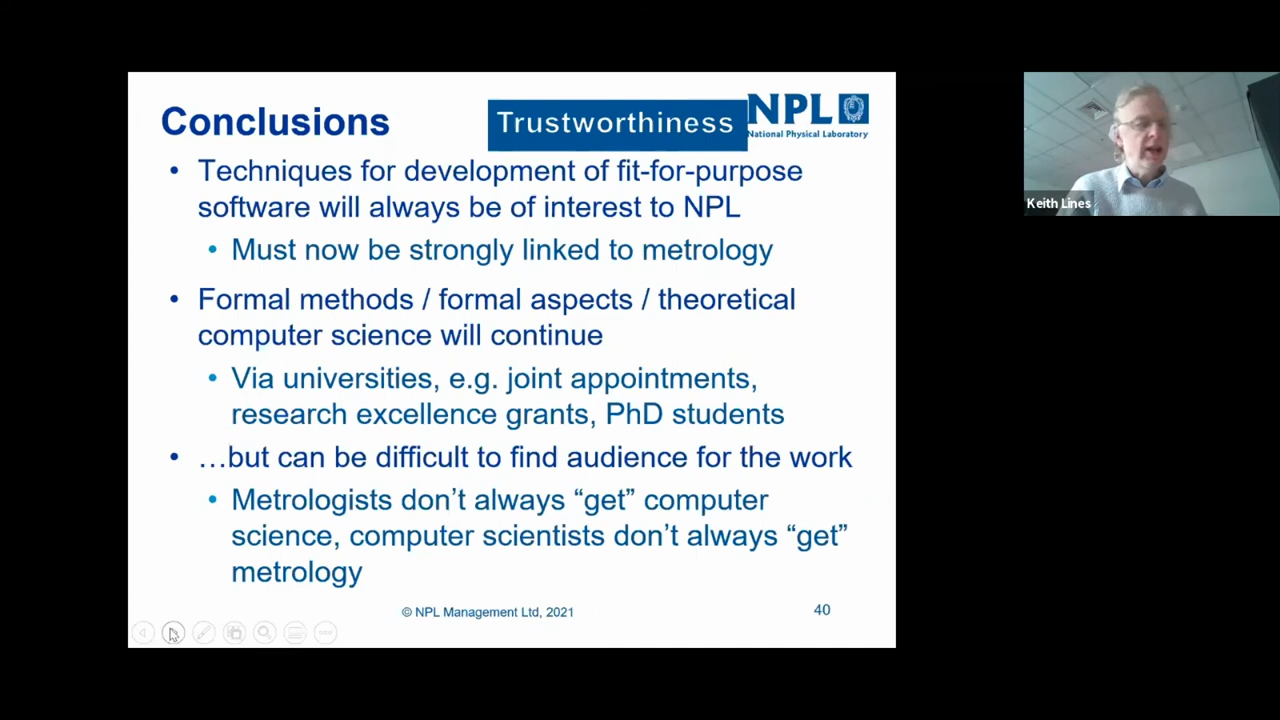 Conclusions
Trustworthiness
NPL
National Physical Laboratory
• Techniques for development of fit-for-purpose
software will always be of interest to NPL
• Must now be strongly linked to metrology
• Formal methods / formal aspects / theoretical
computer science will continue
• Via universities, e.g. joint appointments,
research excellence grants, PhD students
• …but can be difficult to find audience for the work
• Metrologists don’t always “get” computer
science, computer scientists don’t always “get”
metrology
© NPL Management Ltd, 2021
40
Keith Lines